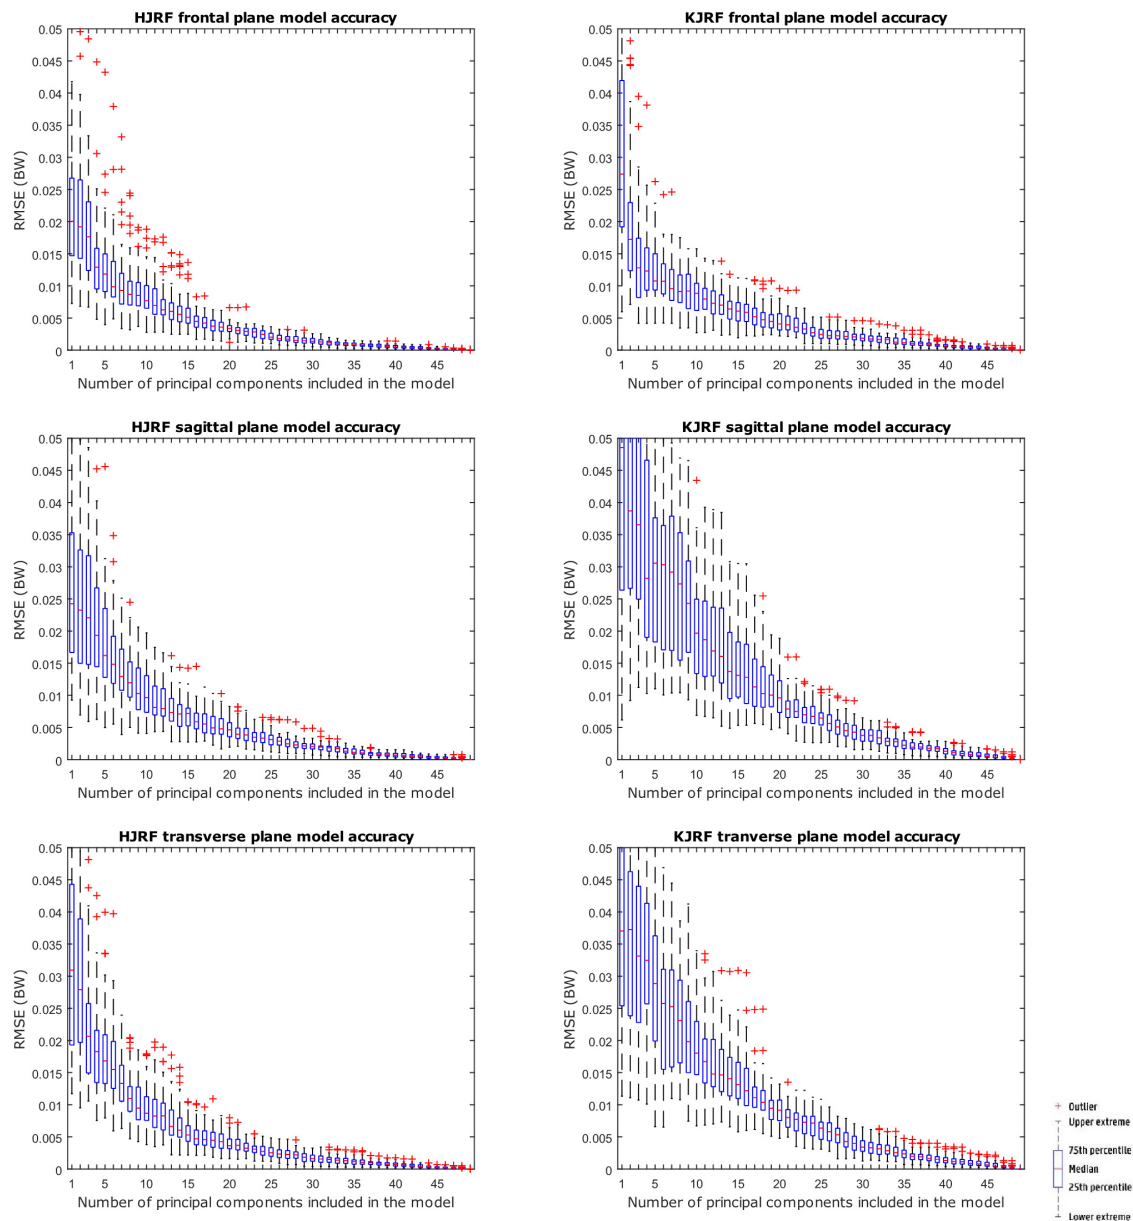 HJRF frontal plane model accuracy
0.05
0.045
0.04
0.035
0.03
0.025
0.02
0.015
0.01
0.005
0
RMSE (BW)
1 5 10 15 20 25 30 35 40 45
Number of principal components included in the model
KJRF frontal plane model accuracy
0.05
0.045
0.04
0.035
0.03
0.025
0.02
0.015
0.01
0.005
0
RMSE (BW)
1 5 10 15 20 25 30 35 40 45
Number of principal components included in the model
HJRF sagittal plane model accuracy
0.05
0.045
0.04
0.035
0.03
0.025
0.02
0.015
0.01
0.005
0
RMSE (BW)
1 5 10 15 20 25 30 35 40 45
Number of principal components included in the model
KJRF sagittal plane model accuracy
0.05
0.045
0.04
0.035
0.03
0.025
0.02
0.015
0.01
0.005
0
RMSE (BW)
1 5 10 15 20 25 30 35 40 45
Number of principal components included in the model
HJRF transverse plane model accuracy
0.05
0.045
0.04
0.035
0.03
0.025
0.02
0.015
0.01
0.005
0
RMSE (BW)
1 5 10 15 20 25 30 35 40 45
Number of principal components included in the model
KJRF tranverse plane model accuracy
0.05
0.045
0.04
0.035
0.03
0.025
0.02
0.015
0.01
0.005
0
RMSE (BW)
1 5 10 15 20 25 30 35 40 45
Number of principal components included in the model
Outlier
Upper extreme
75th percentile
Median
25th percentile
Lower extreme